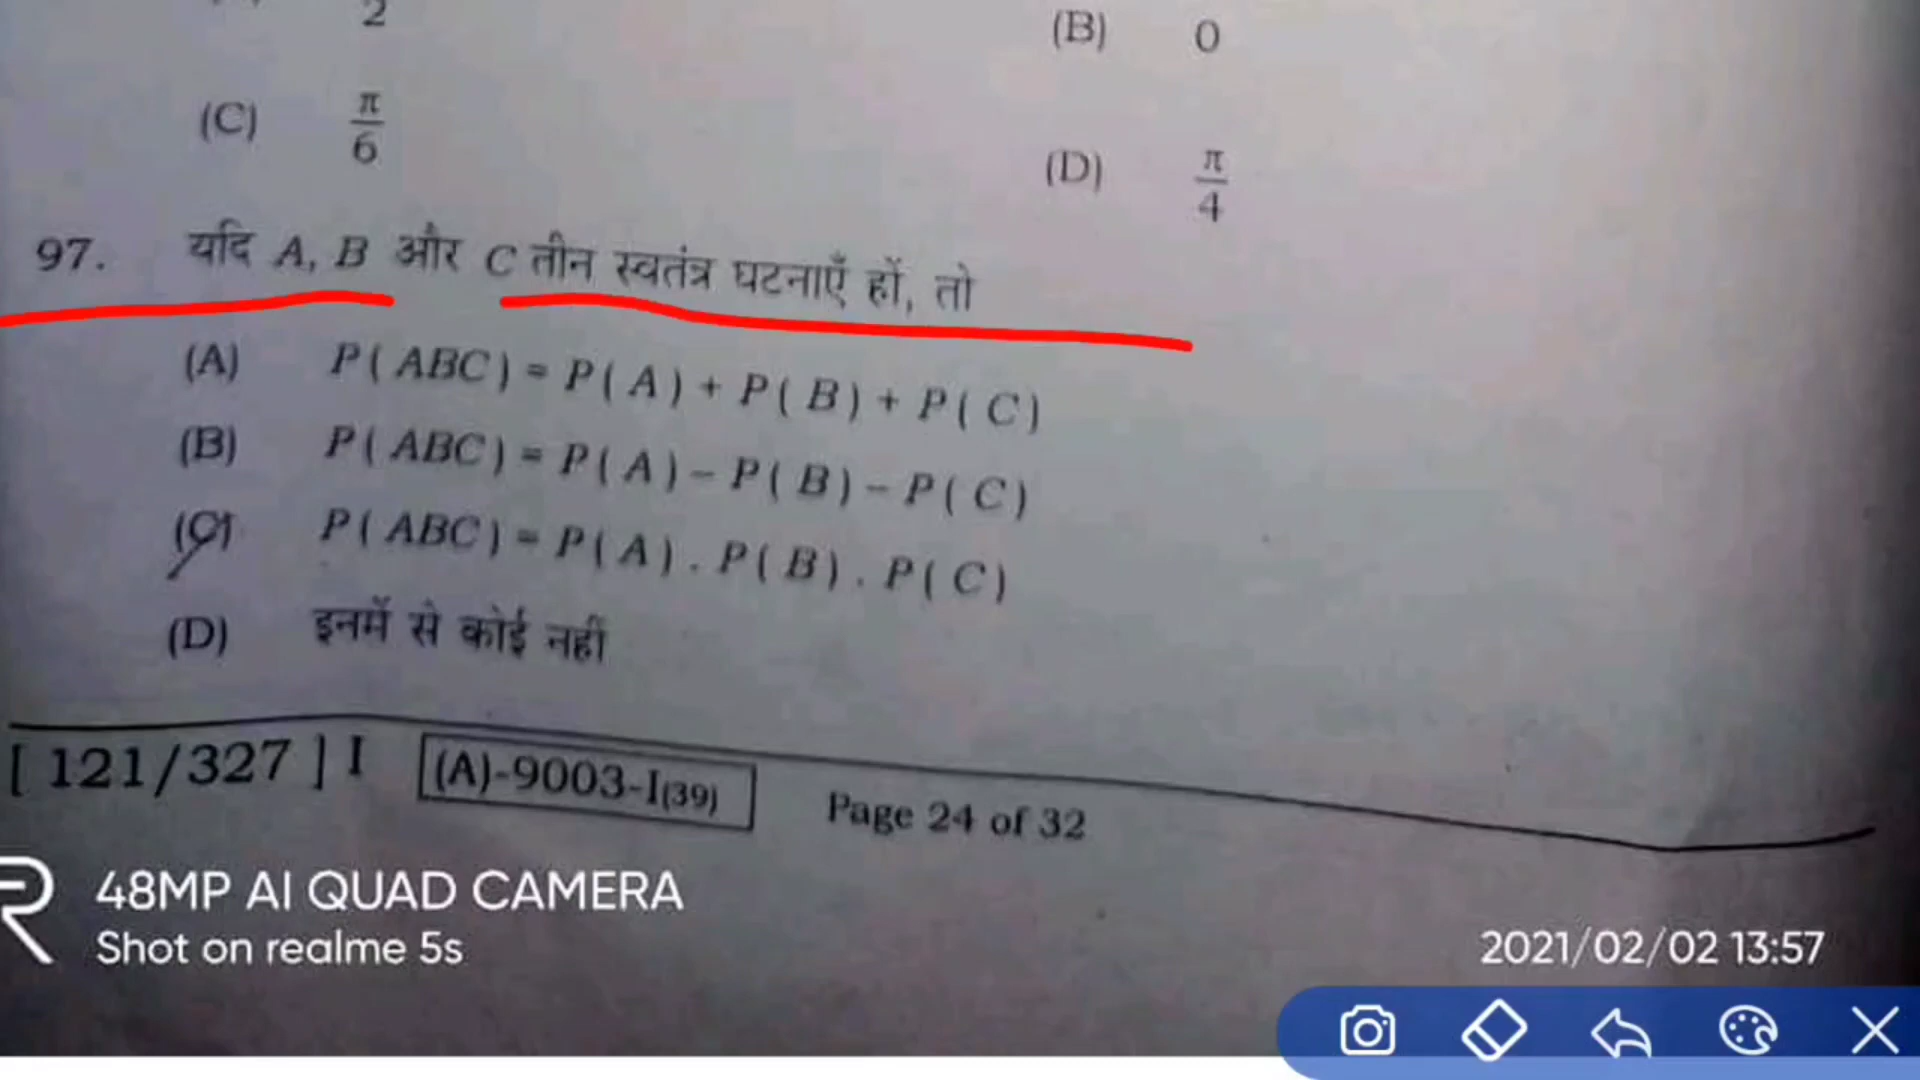 2
(B) 0
(C) π/6
(D) π/4
97. यदि A, B और C तीन स्वतंत्र घटनाएँ हों, तो
(A) P ( ABC ) = P ( A ) + P ( B ) + P ( C )
(B) P ( ABC ) = P ( A ) – P ( B ) – P ( C )
(C) P ( ABC ) = P ( A ) . P ( B ) . P ( C )
(D) इनमें से कोई नहीं
[ 121/327 ] I (A)-9003-I(39) Page 24 of 32
48MP AI QUAD CAMERA
Shot on realme 5s
2021/02/02 13:57